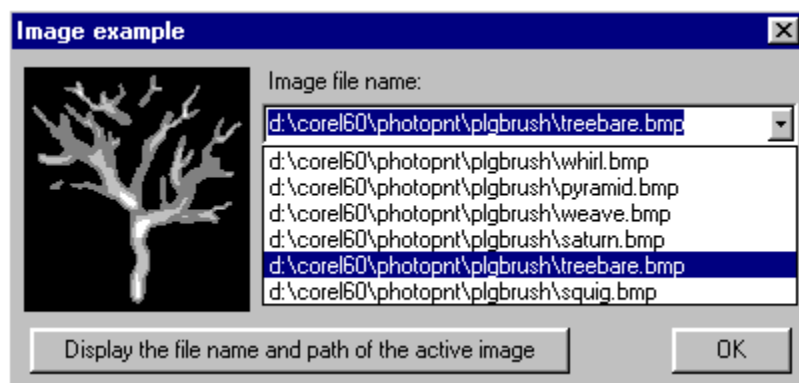 Image example
Image file name:
d:\corel60\photopnt\plgbrush\treebare.bmp
d:\corel60\photopnt\plgbrush\whirl.bmp
d:\corel60\photopnt\plgbrush\pyramid.bmp
d:\corel60\photopnt\plgbrush\weave.bmp
d:\corel60\photopnt\plgbrush\saturn.bmp
d:\corel60\photopnt\plgbrush\treebare.bmp
d:\corel60\photopnt\plgbrush\squig.bmp
Display the file name and path of the active image
OK